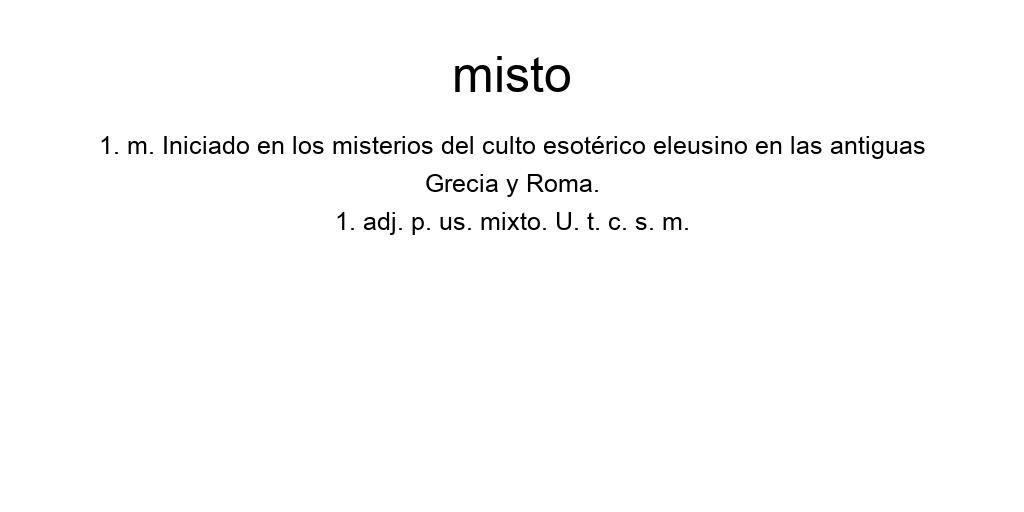 misto
1. m. Iniciado en los misterios del culto esotérico eleusino en las antiguas
Grecia y Roma.
1. adj. p. us. mixto. U. t. c. s. m.